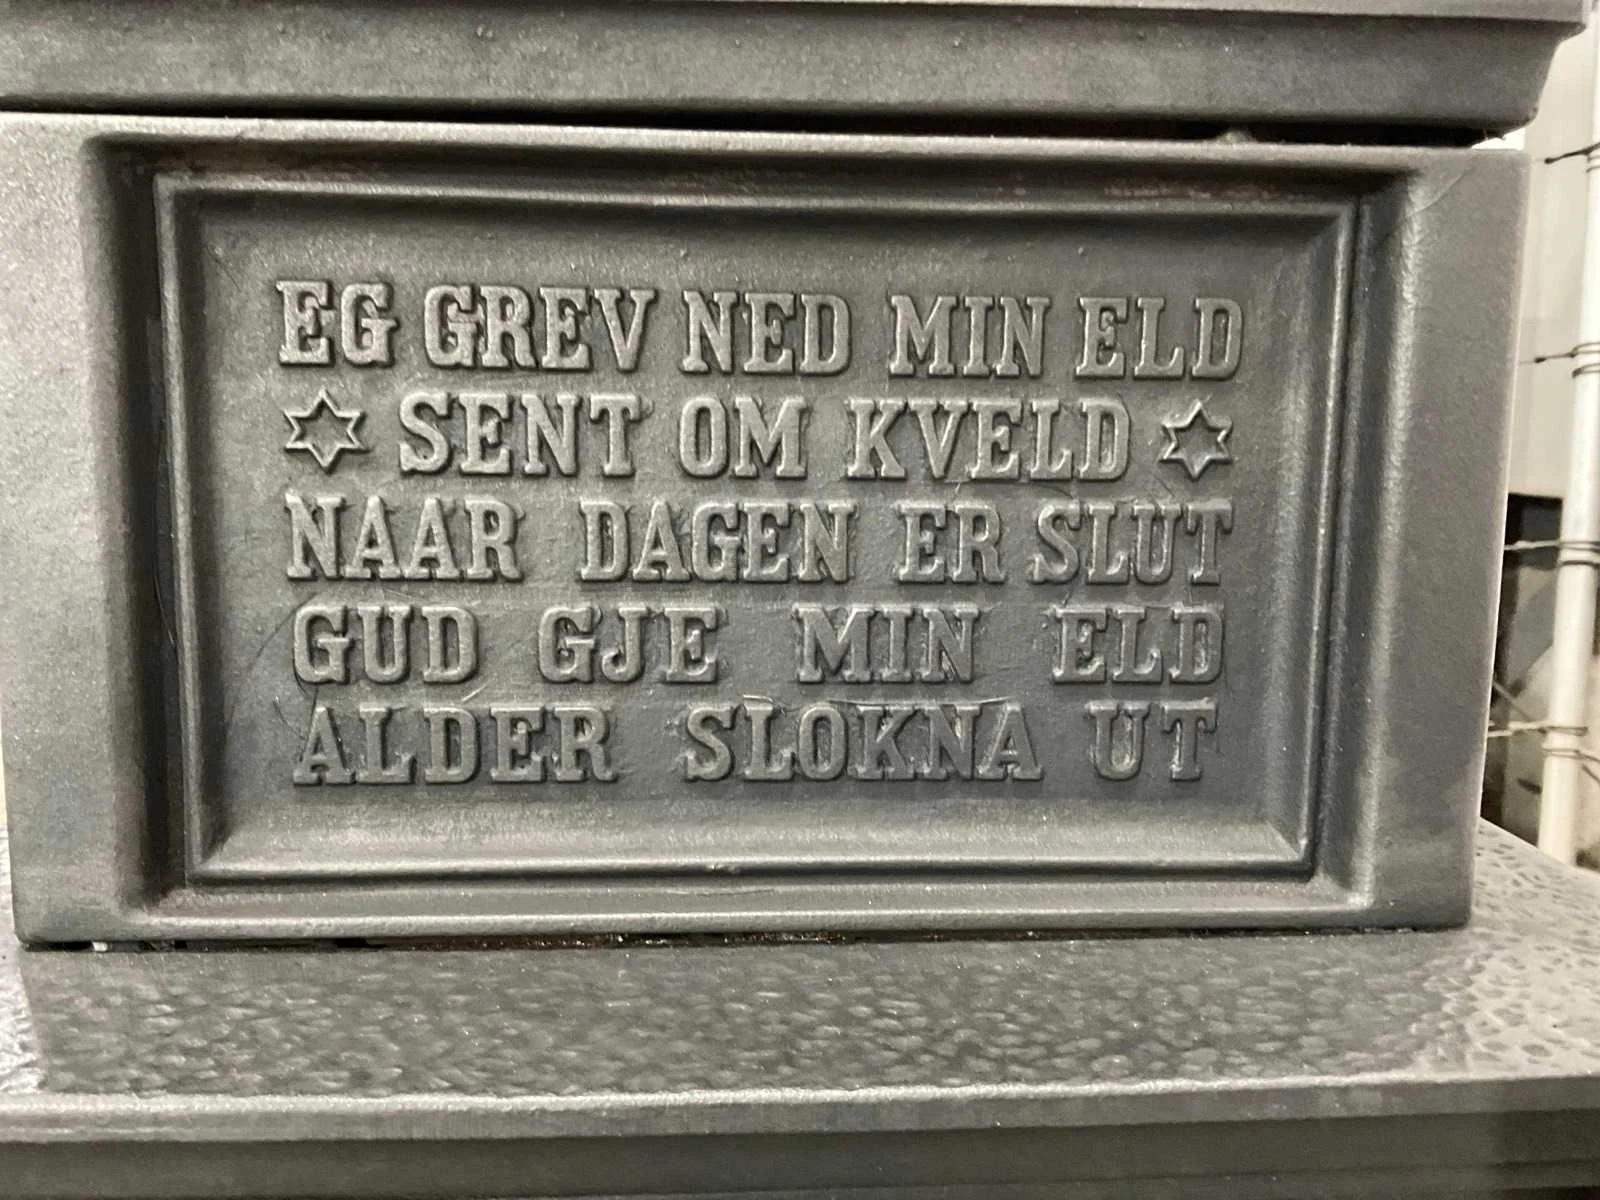 EG GREV NED MIN ELD
SENT OM KVELD
NAAR DAGEN ER SLUT
GUD GJE MIN ELD
ALDER SLOKNA UT